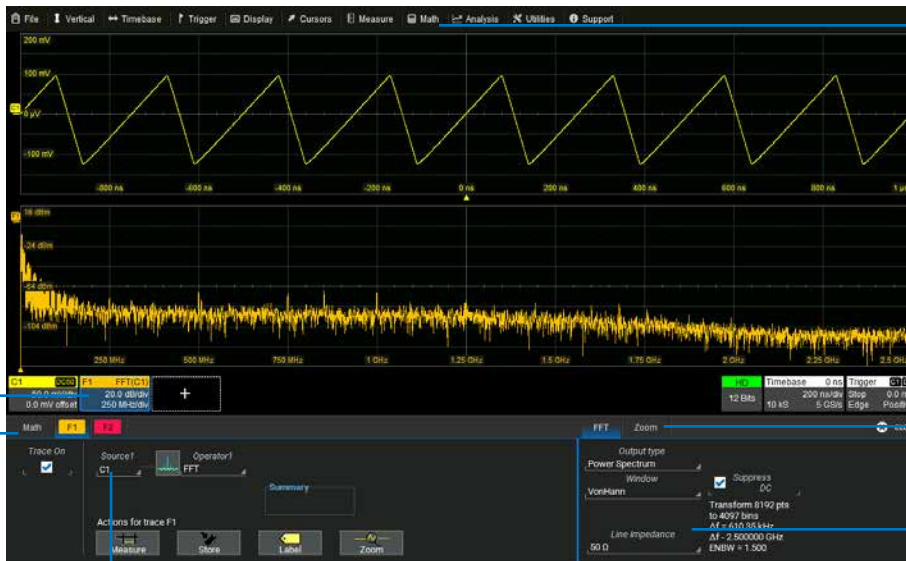 File Vertical Timebase Trigger Display Cursors Measure Math Analysis Utilities Support
200 mV
100 mV
C1
0 µV
-100 mV
-800 ns -600 ns -400 ns -200 ns 0 ns 200 ns 400 ns 600 ns 800 ns 1 µ
16 dBm
-24 dBm
-64 dBm
-104 dBm
250 MHz 500 MHz 750 MHz 1 GHz 1.25 GHz 1.5 GHz 1.75 GHz 2 GHz 2.25 GHz 2.5 GH
C1 DC50 F1 FFT(C1) HD Timebase 0 ns Trigger C1
50.0 mV/div 20.0 dB/div + 12 Bits 200 ns/div Stop 0.0 m
0.0 mV offset 250 MHz/div 10 kS 5 GS/s Edge Positi
Math F1 F2 FFT Zoom
Trace On Source1 Operator1 Output type
C1 FFT Power Spectrum
Window Suppress DC
Summary VonHann
Transform 8192 pts
to 4097 bins
Actions for trace F1 Δf = 610.35 kHz
Line Impedance Δf - 2.500000 GHz
Measure Store Label Zoom 50 Ω ENBW = 1.500